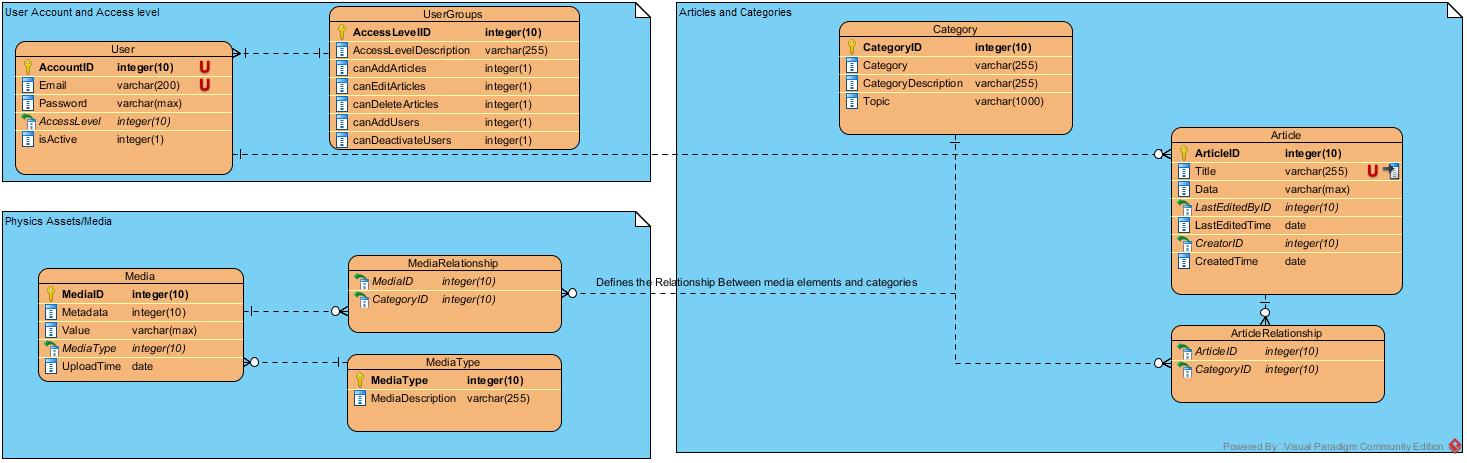 User Account and Access level
User
AccountID integer(10) U
Email varchar(200) U
Password varchar(max)
AccessLevel integer(10)
isActive integer(1)
UserGroups
AccessLevelID integer(10)
AccessLevelDescription varchar(255)
canAddArticles integer(1)
canEditArticles integer(1)
canDeleteArticles integer(1)
canAddUsers integer(1)
canDeactivateUsers integer(1)
Physics Assets/Media
Media
MediaID integer(10)
Metadata integer(10)
Value varchar(max)
MediaType integer(10)
UploadTime date
MediaRelationship
MediaID integer(10)
CategoryID integer(10)
MediaType
MediaType integer(10)
MediaDescription varchar(255)
Defines the Relationship Between media elements and categories
Articles and Categories
Category
CategoryID integer(10)
Category varchar(255)
CategoryDescription varchar(255)
Topic varchar(1000)
Article
ArticleID integer(10)
Title varchar(255) U
Data varchar(max)
LastEditedByID integer(10)
LastEditedTime date
CreatorID integer(10)
CreatedTime date
ArticleRelationship
ArticleID integer(10)
CategoryID integer(10)
Powered By Visual Paradigm Community Edition